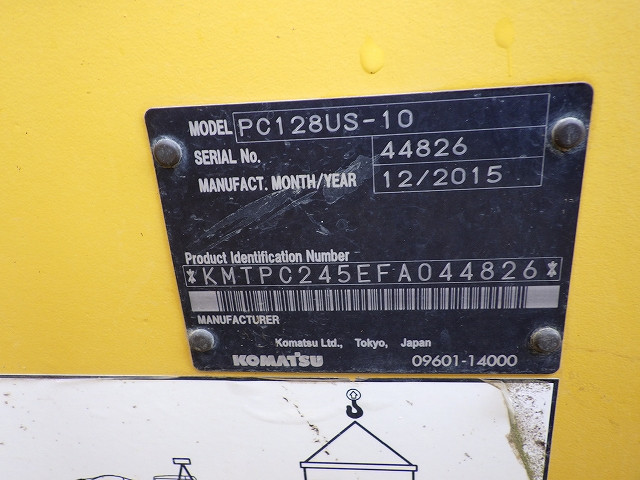 MODEL PC128US-10
SERIAL No. 44826
MANUFACT. MONTH/YEAR 12/2015
Product Identification Number
*KMTPC245EFA044826*
MANUFACTURER
Komatsu Ltd., Tokyo, Japan
KOMATSU 09601-14000